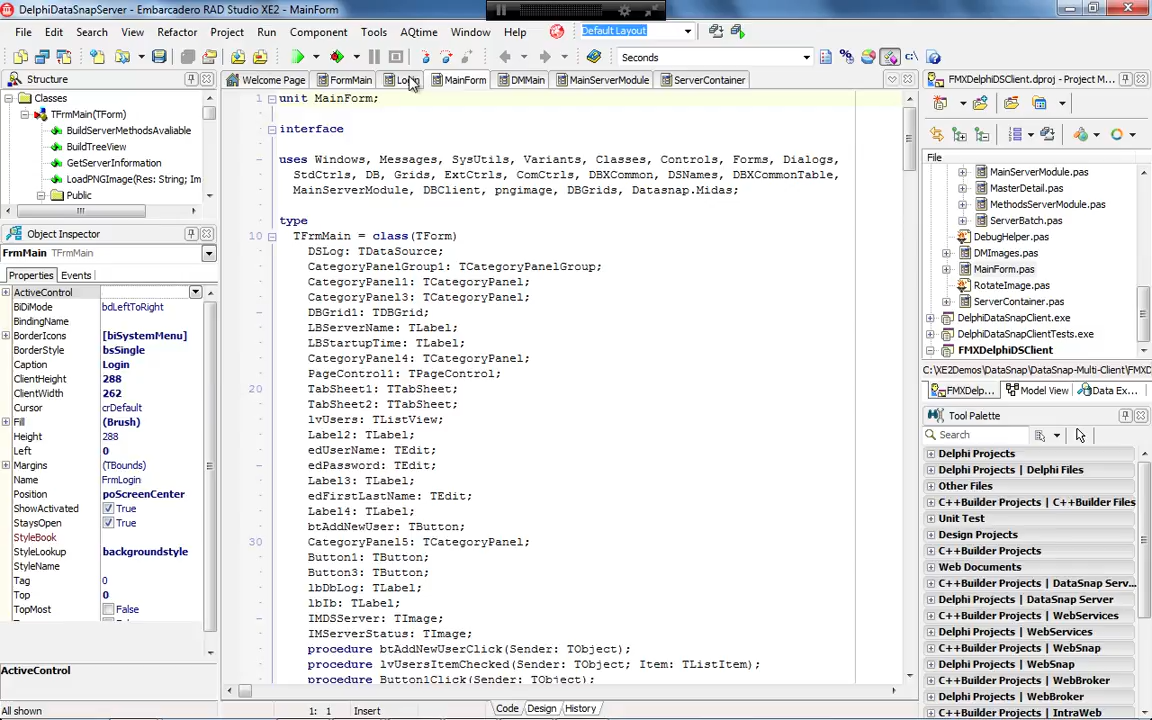 DelphiDataSnapServer - Embarcadero RAD Studio XE2 - MainForm
File Edit Search View Refactor Project Run Component Tools AQtime Window Help Default Layout
Seconds
Structure
Classes
TFrmMain(TForm)
BuildServerMethodsAvaliable
BuildTreeView
GetServerInformation
LoadPNGImage(Res: String; Im
Public
Object Inspector
FrmMain TFrmMain
Properties Events
ActiveControl
BiDiMode bdLeftToRight
BindingName
BorderIcons [biSystemMenu]
BorderStyle bsSingle
Caption Login
ClientHeight 288
ClientWidth 262
Cursor crDefault
Fill (Brush)
Height 288
Left 0
Margins (TBounds)
Name FrmLogin
Position poScreenCenter
ShowActivated True
StaysOpen True
StyleBook
StyleLookup backgroundstyle
StyleName
Tag 0
Top 0
TopMost False
ActiveControl
All shown
Welcome Page FormMain Login MainForm DMMain MainServerModule ServerContainer
1 unit MainForm;
interface
uses Windows, Messages, SysUtils, Variants, Classes, Controls, Forms, Dialogs,
StdCtrls, DB, Grids, ExtCtrls, ComCtrls, DBXCommon, DSNames, DBXCommonTable,
MainServerModule, DBClient, pngimage, DBGrids, Datasnap.Midas;
type
10 TFrmMain = class(TForm)
DSLog: TDataSource;
CategoryPanelGroup1: TCategoryPanelGroup;
CategoryPanel1: TCategoryPanel;
CategoryPanel3: TCategoryPanel;
DBGrid1: TDBGrid;
LBServerName: TLabel;
LBStartupTime: TLabel;
CategoryPanel4: TCategoryPanel;
PageControl1: TPageControl;
20 TabSheet1: TTabSheet;
TabSheet2: TTabSheet;
lvUsers: TListView;
Label2: TLabel;
edUserName: TEdit;
edPassword: TEdit;
Label3: TLabel;
edFirstLastName: TEdit;
Label4: TLabel;
btAddNewUser: TButton;
30 CategoryPanel5: TCategoryPanel;
Button1: TButton;
Button3: TButton;
lbDbLog: TLabel;
lbIb: TLabel;
IMDSServer: TImage;
IMServerStatus: TImage;
procedure btAddNewUserClick(Sender: TObject);
procedure lvUsersItemChecked(Sender: TObject; Item: TListItem);
procedure Button1Click(Sender: TObject);
1: 1 Insert Code Design History
FMXDelphiDSClient.dproj - Project M...
File
MainServerModule.pas
MasterDetail.pas
MethodsServerModule.pas
ServerBatch.pas
DebugHelper.pas
DMImages.pas
MainForm.pas
RotateImage.pas
ServerContainer.pas
DelphiDataSnapClient.exe
DelphiDataSnapClientTests.exe
FMXDelphiDSClient
C:\XE2Demos\DataSnap-Multi-Client\FMXD
FMXDelp... Model View Data Ex...
Tool Palette
Search
Delphi Projects
Delphi Projects | Delphi Files
Other Files
C++Builder Projects | C++Builder Files
Unit Test
Design Projects
C++Builder Projects
Web Documents
C++Builder Projects | DataSnap Serv...
Delphi Projects | DataSnap Server
C++Builder Projects | WebServices
Delphi Projects | WebServices
C++Builder Projects | WebSnap
Delphi Projects | WebSnap
C++Builder Projects | WebBroker
Delphi Projects | WebBroker
C++Builder Projects | IntraWeb